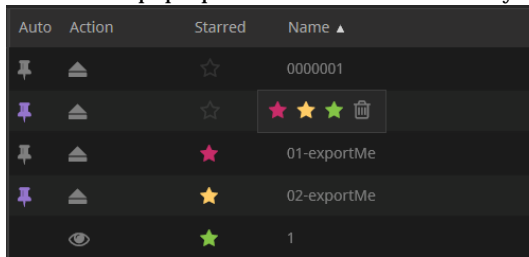 Auto Action Starred Name ▲
0000001
01-exportMe
02-exportMe
1